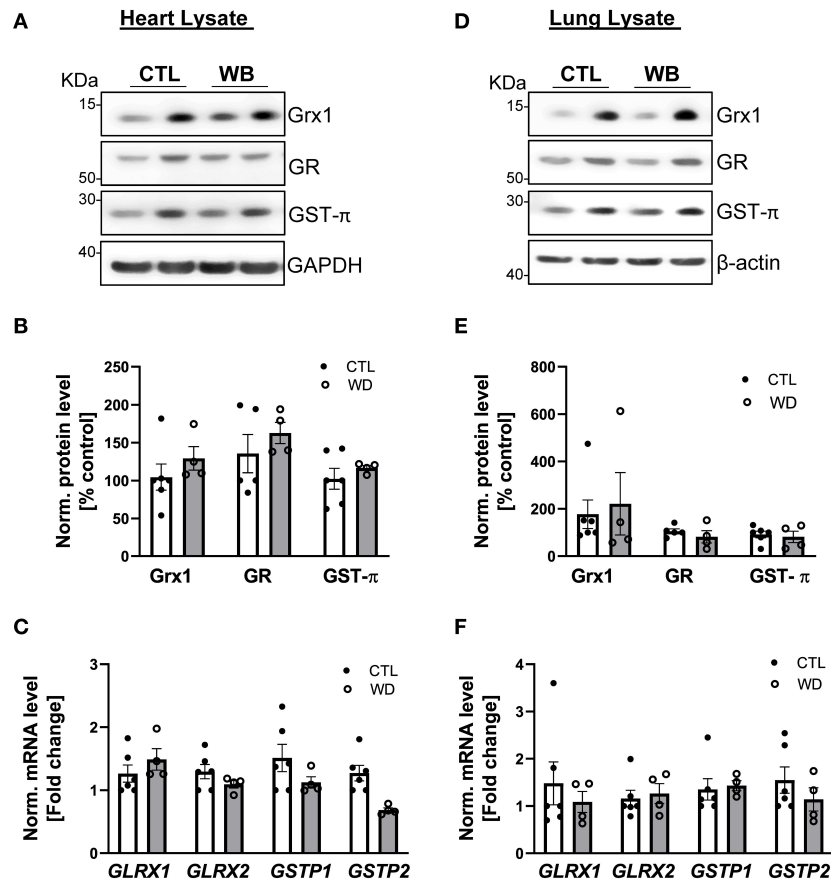 A
Heart Lysate
CTL WB
KDa
15
Grx1
GR
50
30
GST-π
40
GAPDH
D
Lung Lysate
CTL WB
KDa
15
Grx1
GR
50
30
GST-π
β-actin
40
B
Norm. protein level
[% control]
250
200
150
100
50
0
CTL
WD
Grx1 GR GST-π
E
Norm. protein level
[% control]
800
600
400
200
0
CTL
WD
Grx1 GR GST- π
C
Norm. mRNA level
[Fold change]
3
2
1
0
CTL
WD
GLRX1 GLRX2 GSTP1 GSTP2
F
Norm. mRNA level
[Fold change]
4
3
2
1
0
CTL
WD
GLRX1 GLRX2 GSTP1 GSTP2